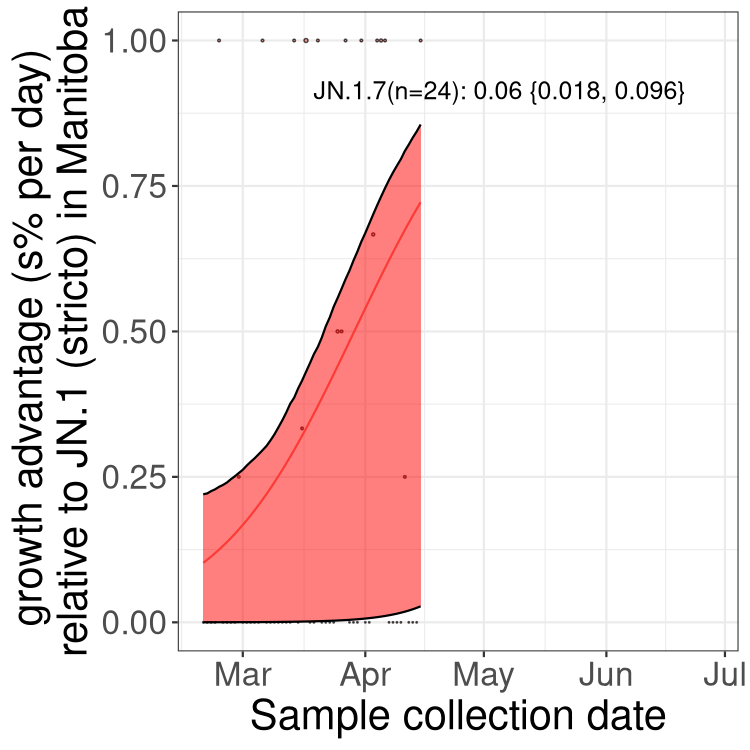 growth advantage (s% per day)
relative to JN.1 (stricto) in Manitoba
1.00
0.75
0.50
0.25
0.00
JN.1.7(n=24): 0.06 {0.018, 0.096}
Mar Apr May Jun Jul
Sample collection date